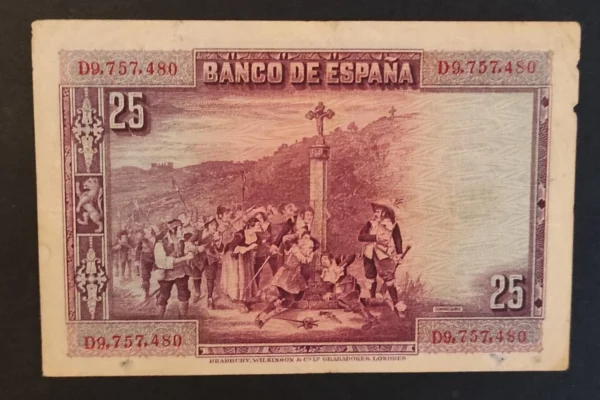 D9,757,480 BANCO DE ESPAÑA D9,757,480
25
25
D9,757,480 D9,757,480
BRADBURY, WILKINSON & Cº Lᵈ GRABADORES, LONDRES